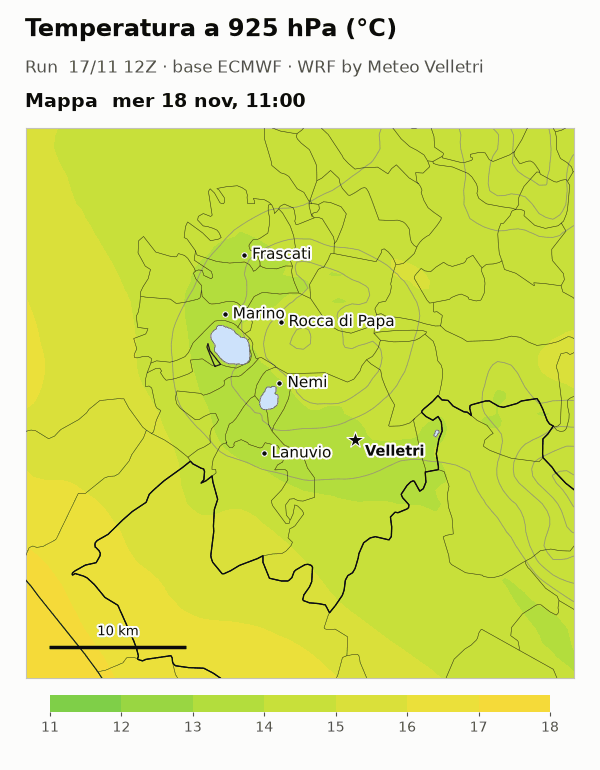 Temperatura a 925 hPa (°C)
Run  17/11 12Z · base ECMWF · WRF by Meteo Velletri
Mappa  mer 18 nov, 11:00
Frascati
Marino
Rocca di Papa
Nemi
Velletri
Lanuvio
10 km
11 12 13 14 15 16 17 18